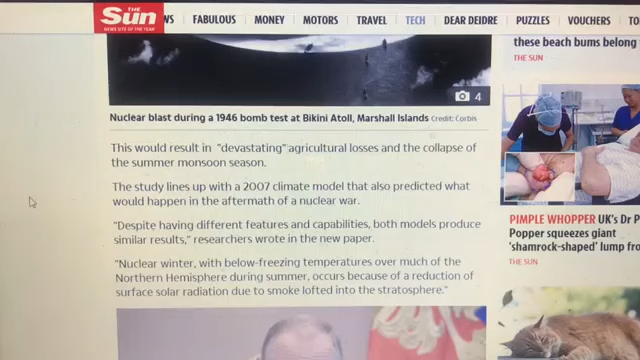 THE Sun
NEWS SITE OF THE YEAR
WS FABULOUS MONEY MOTORS TRAVEL TECH DEAR DEIDRE PUZZLES VOUCHERS TO
4
Nuclear blast during a 1946 bomb test at Bikini Atoll, Marshall Islands Credit: Corbis
This would result in "devastating" agricultural losses and the collapse of
the summer monsoon season.
The study lines up with a 2007 climate model that also predicted what
would happen in the aftermath of a nuclear war.
"Despite having different features and capabilities, both models produce
similar results," researchers wrote in the new paper.
"Nuclear winter, with below-freezing temperatures over much of the
Northern Hemisphere during summer, occurs because of a reduction of
surface solar radiation due to smoke lofted into the stratosphere."
these beach bums belong
THE SUN
PIMPLE WHOPPER UK's Dr P
Popper squeezes giant
'shamrock-shaped' lump fro
THE SUN